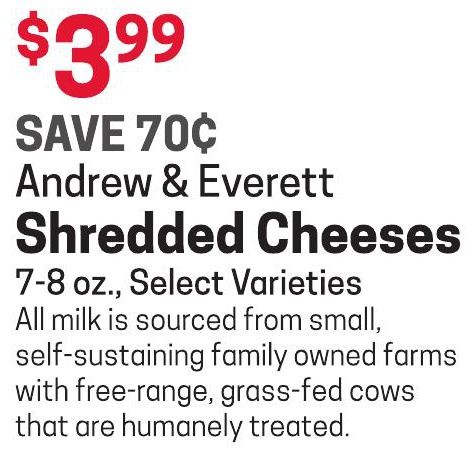 $3.99
SAVE 70¢
Andrew & Everett
Shredded Cheeses
7-8 oz., Select Varieties
All milk is sourced from small,
self-sustaining family owned farms
with free-range, grass-fed cows
that are humanely treated.